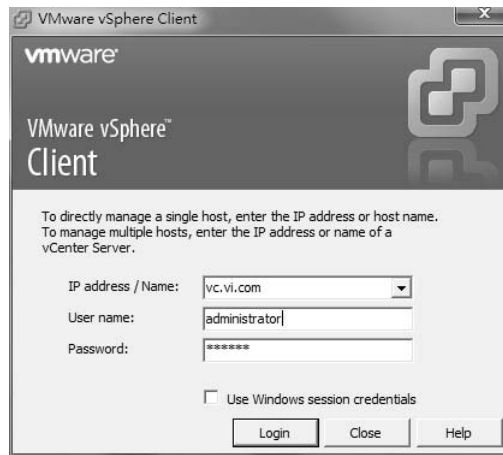 VMware vSphere Client
vmware
VMware vSphere™
Client
To directly manage a single host, enter the IP address or host name.
To manage multiple hosts, enter the IP address or name of a
vCenter Server.
IP address / Name: vc.vi.com
User name: administrator
Password: ******
Use Windows session credentials
Login Close Help